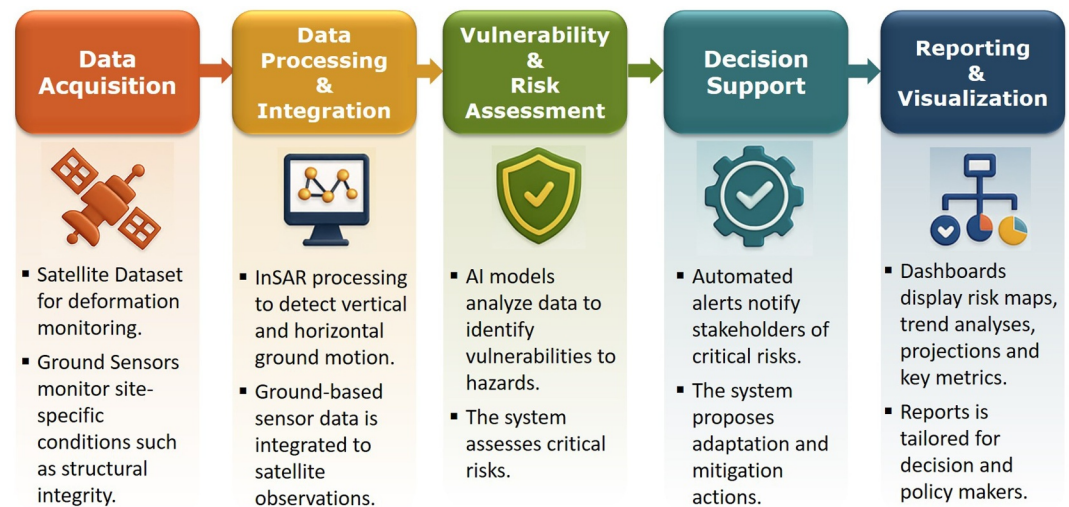 Data
Acquisition
Data
Processing
&
Integration
Vulnerability
&
Risk
Assessment
Decision
Support
Reporting
&
Visualization
▪ Satellite Dataset
for deformation
monitoring.
▪ Ground Sensors
monitor site-
specific
conditions such
as structural
integrity.
▪ InSAR processing
to detect vertical
and horizontal
ground motion.
▪ Ground-based
sensor data is
integrated to
satellite
observations.
▪ AI models
analyze data to
identify
vulnerabilities to
hazards.
▪ The system
assesses critical
risks.
▪ Automated
alerts notify
stakeholders of
critical risks.
▪ The system
proposes
adaptation and
mitigation
actions.
▪ Dashboards
display risk maps,
trend analyses,
projections and
key metrics.
▪ Reports is
tailored for
decision and
policy makers.